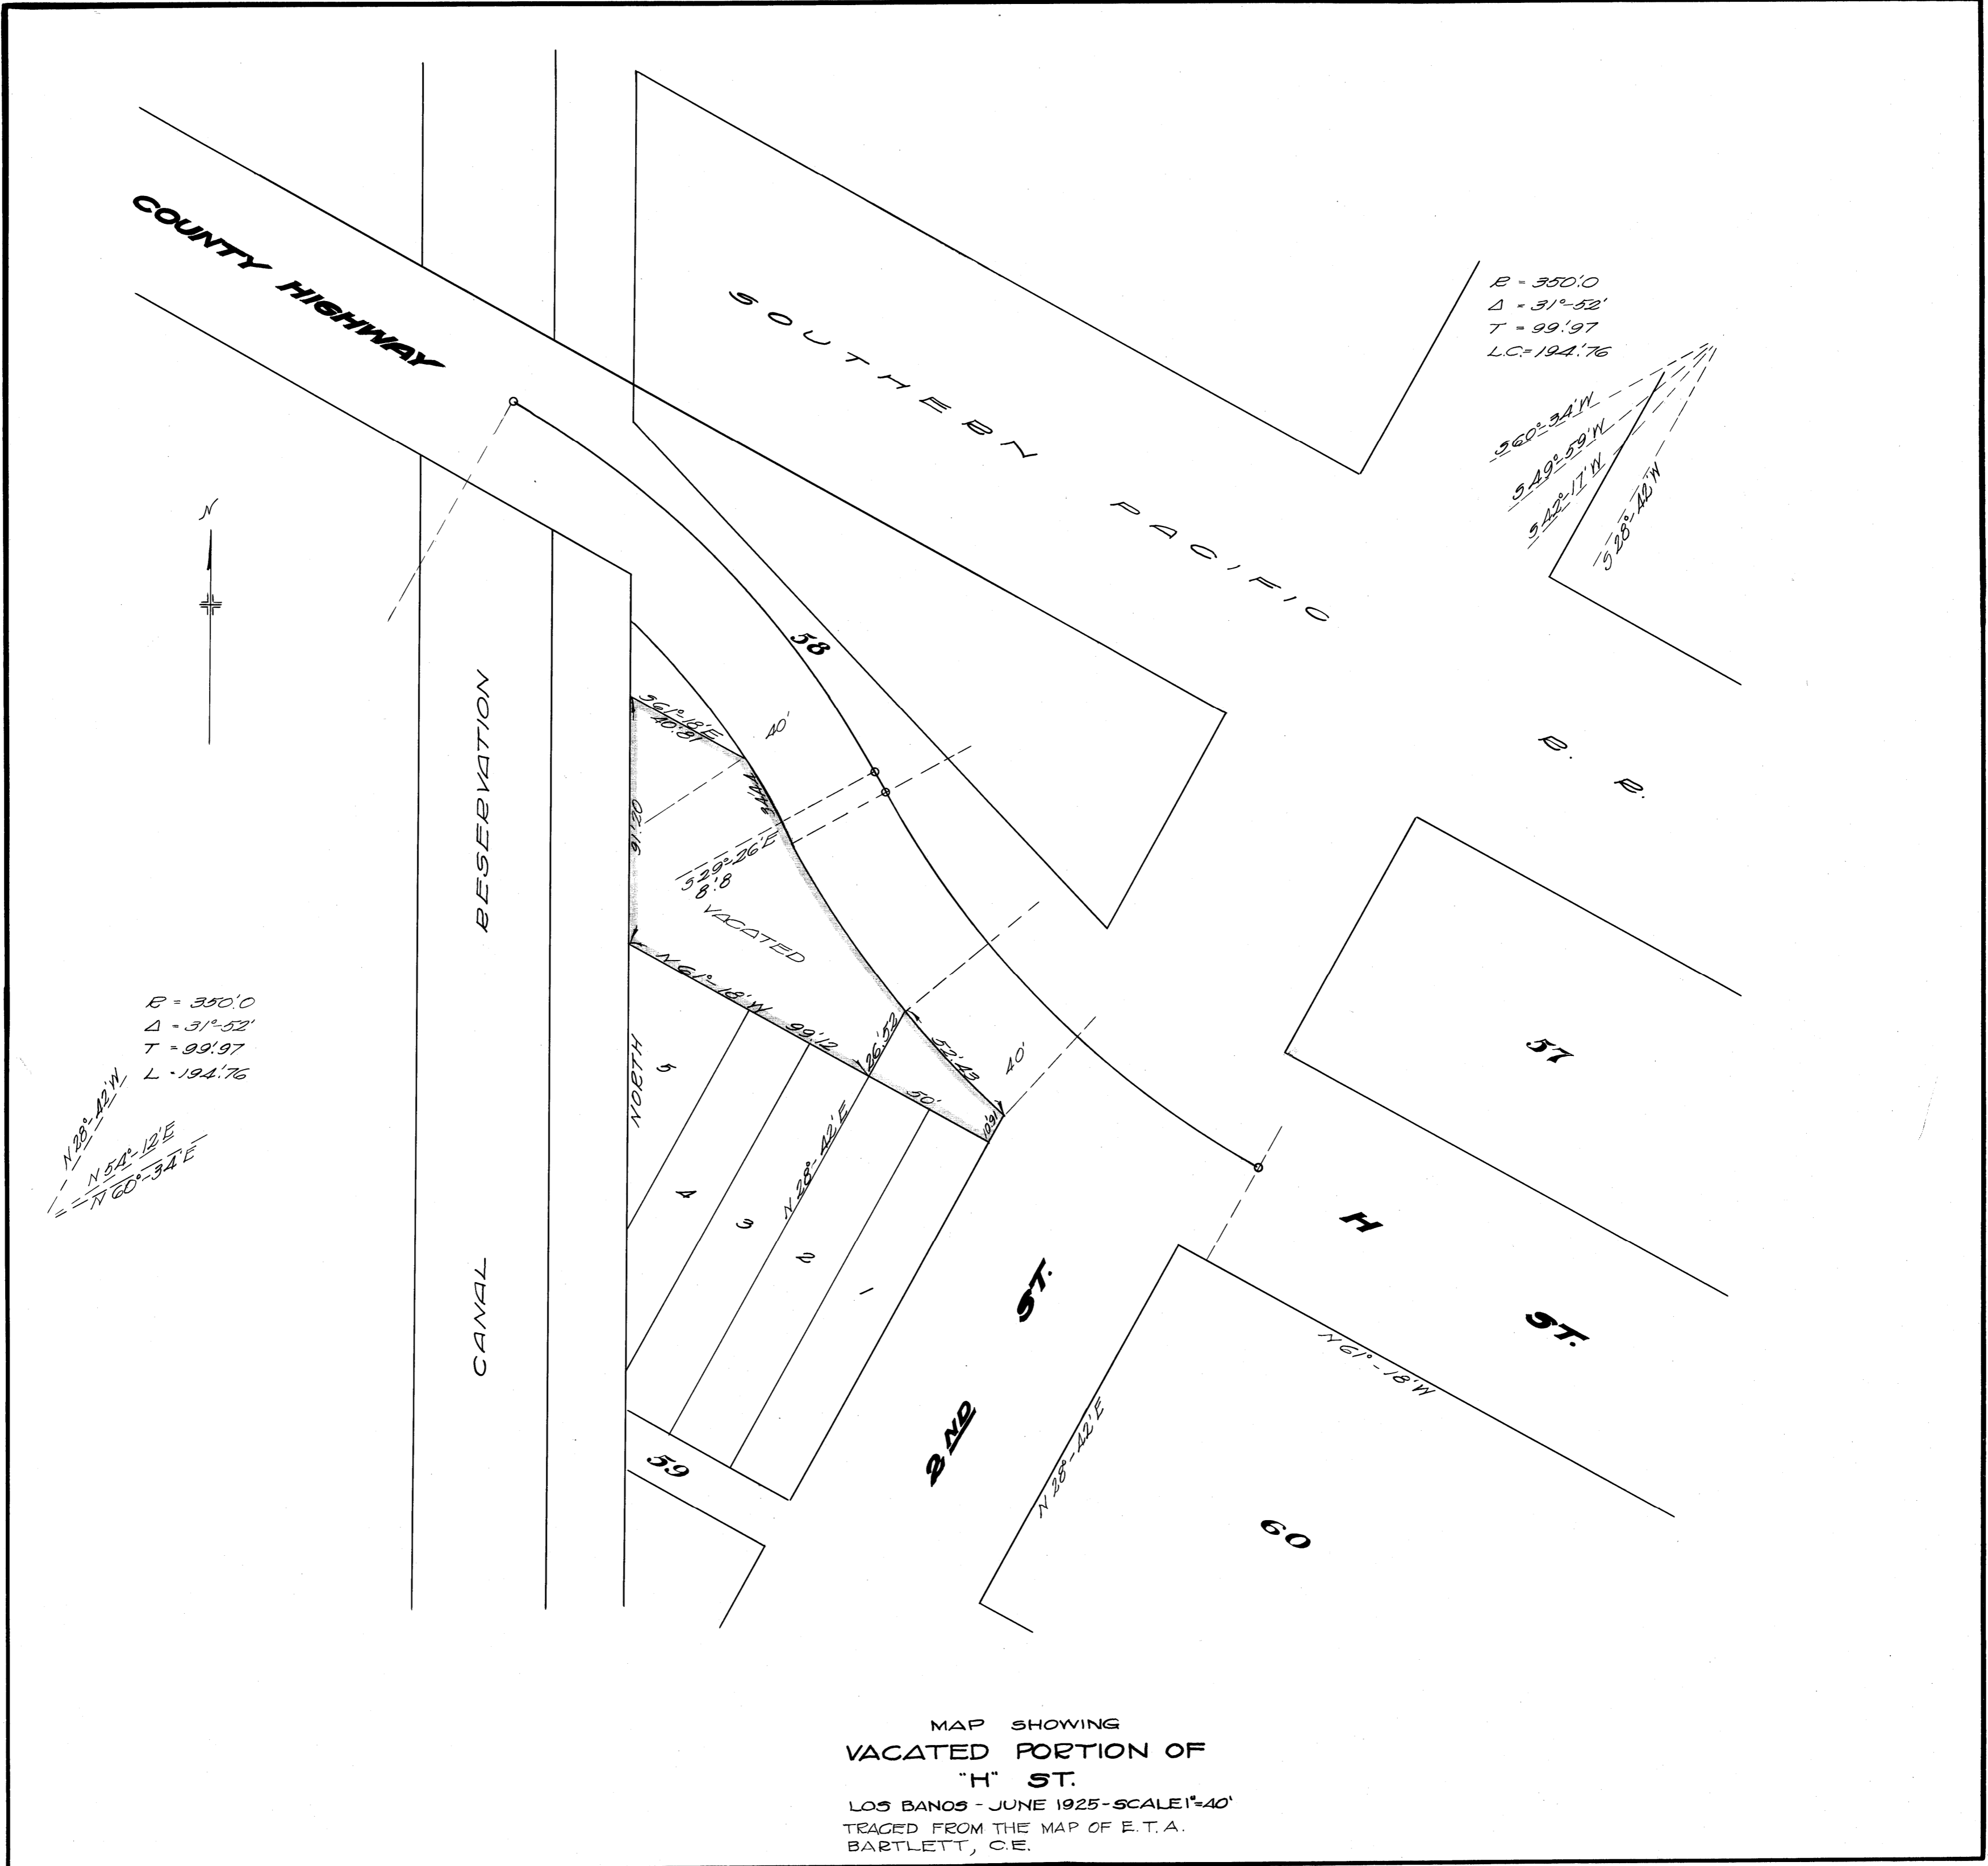 COUNTY HIGHWAY
SOUTHERN PACIFIC
R. R.
R = 350.'0
Δ = 31°-52'
T = 99.'97
L.C. = 194.'76
S 60°-34' W
S 49°-59' W
S 42°-17' W
S 28°-42' W
N
58
S 61°-18' E
40.'81
40'
91.'20
S 29°-26' E
8.'8
VACATED
N 61°-18' W
99.'12
26.'52
52.'43
40'
50'
N 28°-42' E
RESERVATION
CANAL
NORTH
5
4
3
2
1
59
R = 350.'0
Δ = 31°-52'
T = 99.'97
L = 194.'76
N 28°-42' W
N 54°-12' E
N 60°-34' E
57
H
ST.
2ND
ST.
N 61°-18' W
N 28°-42' E
60
MAP SHOWING
VACATED PORTION OF
"H" ST.
LOS BANOS - JUNE 1925 - SCALE 1"=40'
TRACED FROM THE MAP OF E.T.A.
BARTLETT, C.E.